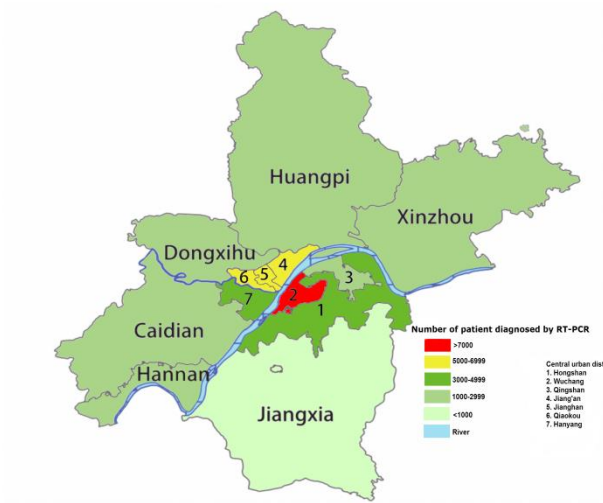 Huangpi
Xinzhou
Dongxihu
4
5
6
3
7
2
1
Caidian
Hannan
Jiangxia
Number of patient diagnosed by RT-PCR
>7000
5000-6999
3000-4999
1000-2999
<1000
River
Central urban dist
1. Hongshan
2. Wuchang
3. Qingshan
4. Jiang'an
5. Jianghan
6. Qiaokou
7. Hanyang